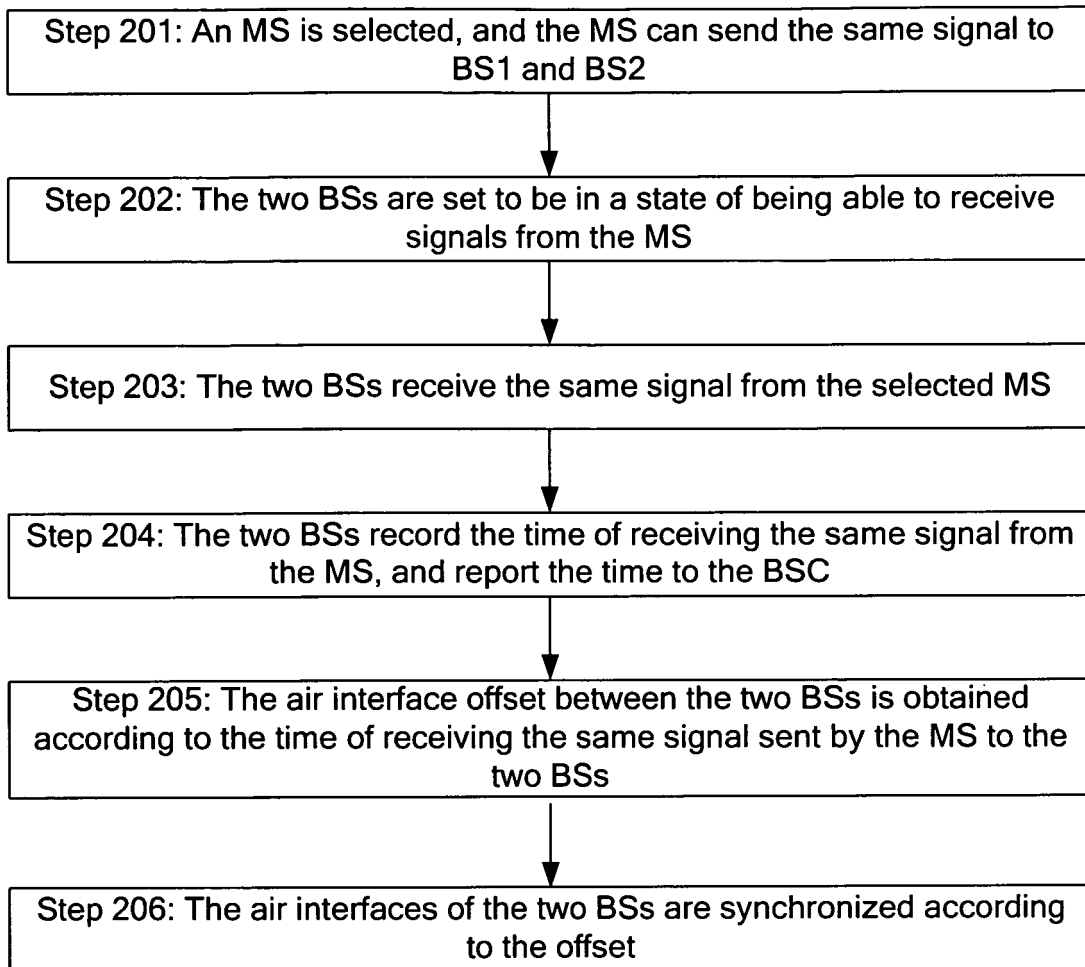 Step 201: An MS is selected, and the MS can send the same signal to
BS1 and BS2
Step 202: The two BSs are set to be in a state of being able to receive
signals from the MS
Step 203: The two BSs receive the same signal from the selected MS
Step 204: The two BSs record the time of receiving the same signal from
the MS, and report the time to the BSC
Step 205: The air interface offset between the two BSs is obtained
according to the time of receiving the same signal sent by the MS to the
two BSs
Step 206: The air interfaces of the two BSs are synchronized according
to the offset